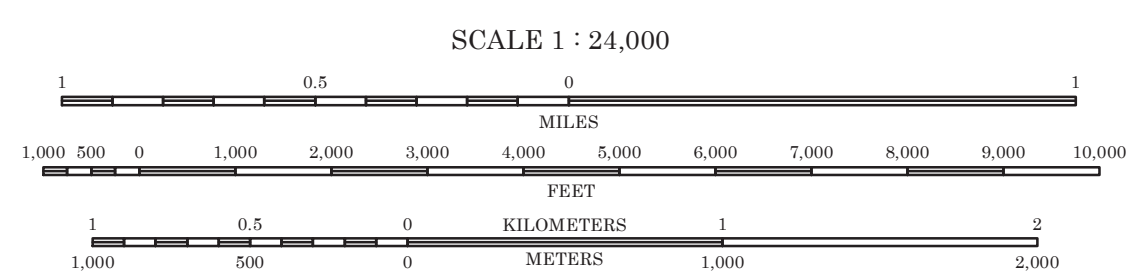 SCALE 1 : 24,000
1 0.5 0 1
MILES
1,000 500 0 1,000 2,000 3,000 4,000 5,000 6,000 7,000 8,000 9,000 10,000
FEET
1 0.5 0 KILOMETERS 1 2
1,000 500 0 METERS 1,000 2,000